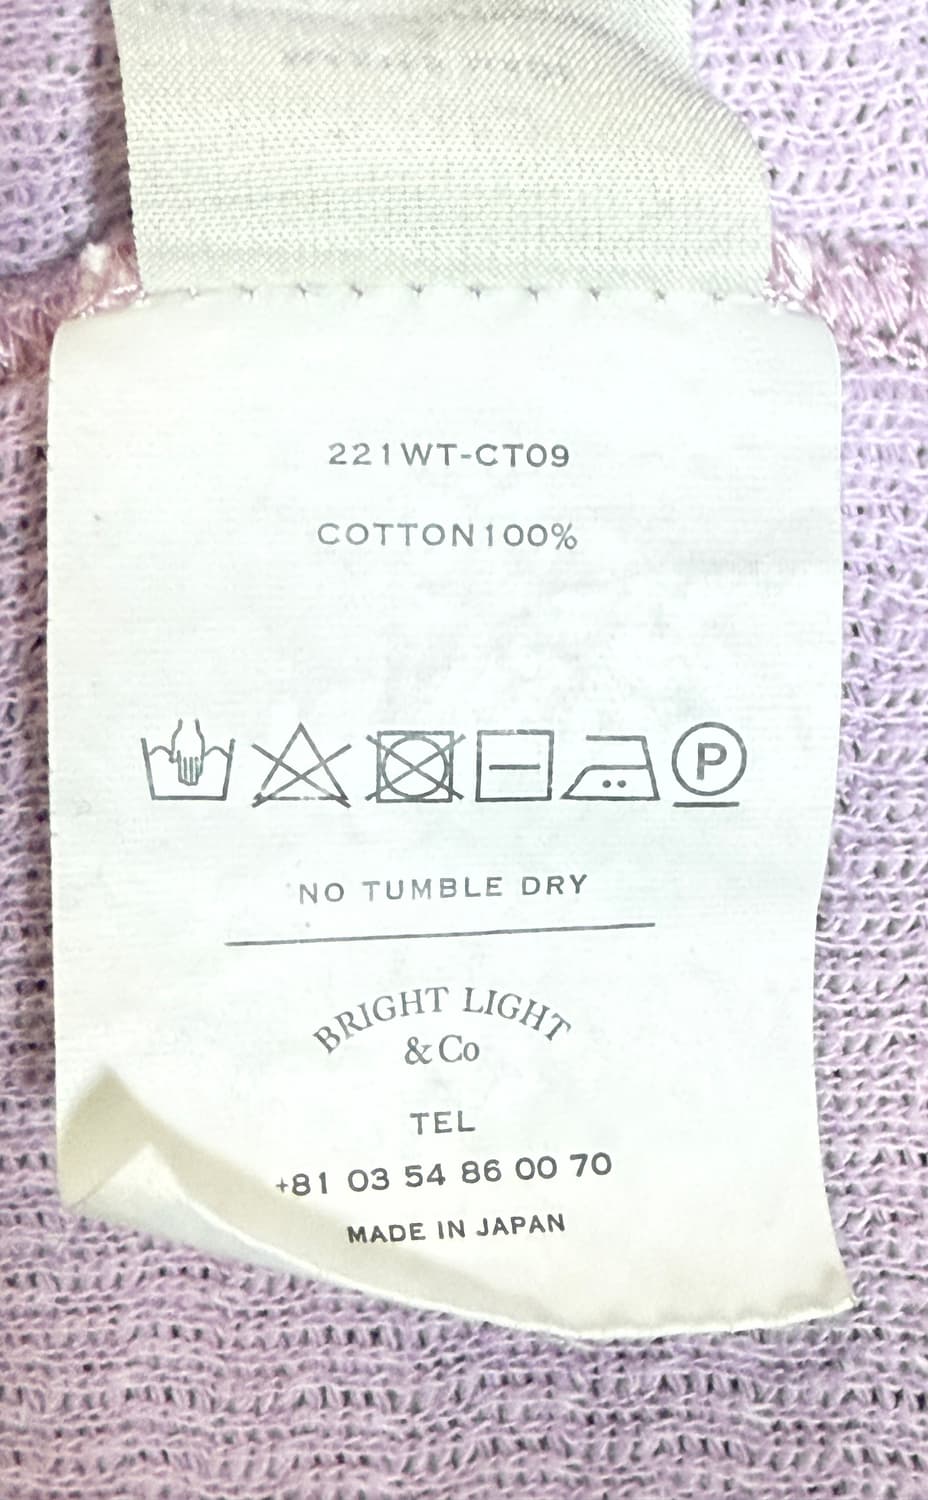 221WT-CT09
COTTON100%
P
NO TUMBLE DRY
BRIGHT LIGHT
& Co
TEL
+81 03 54 86 00 70
MADE IN JAPAN